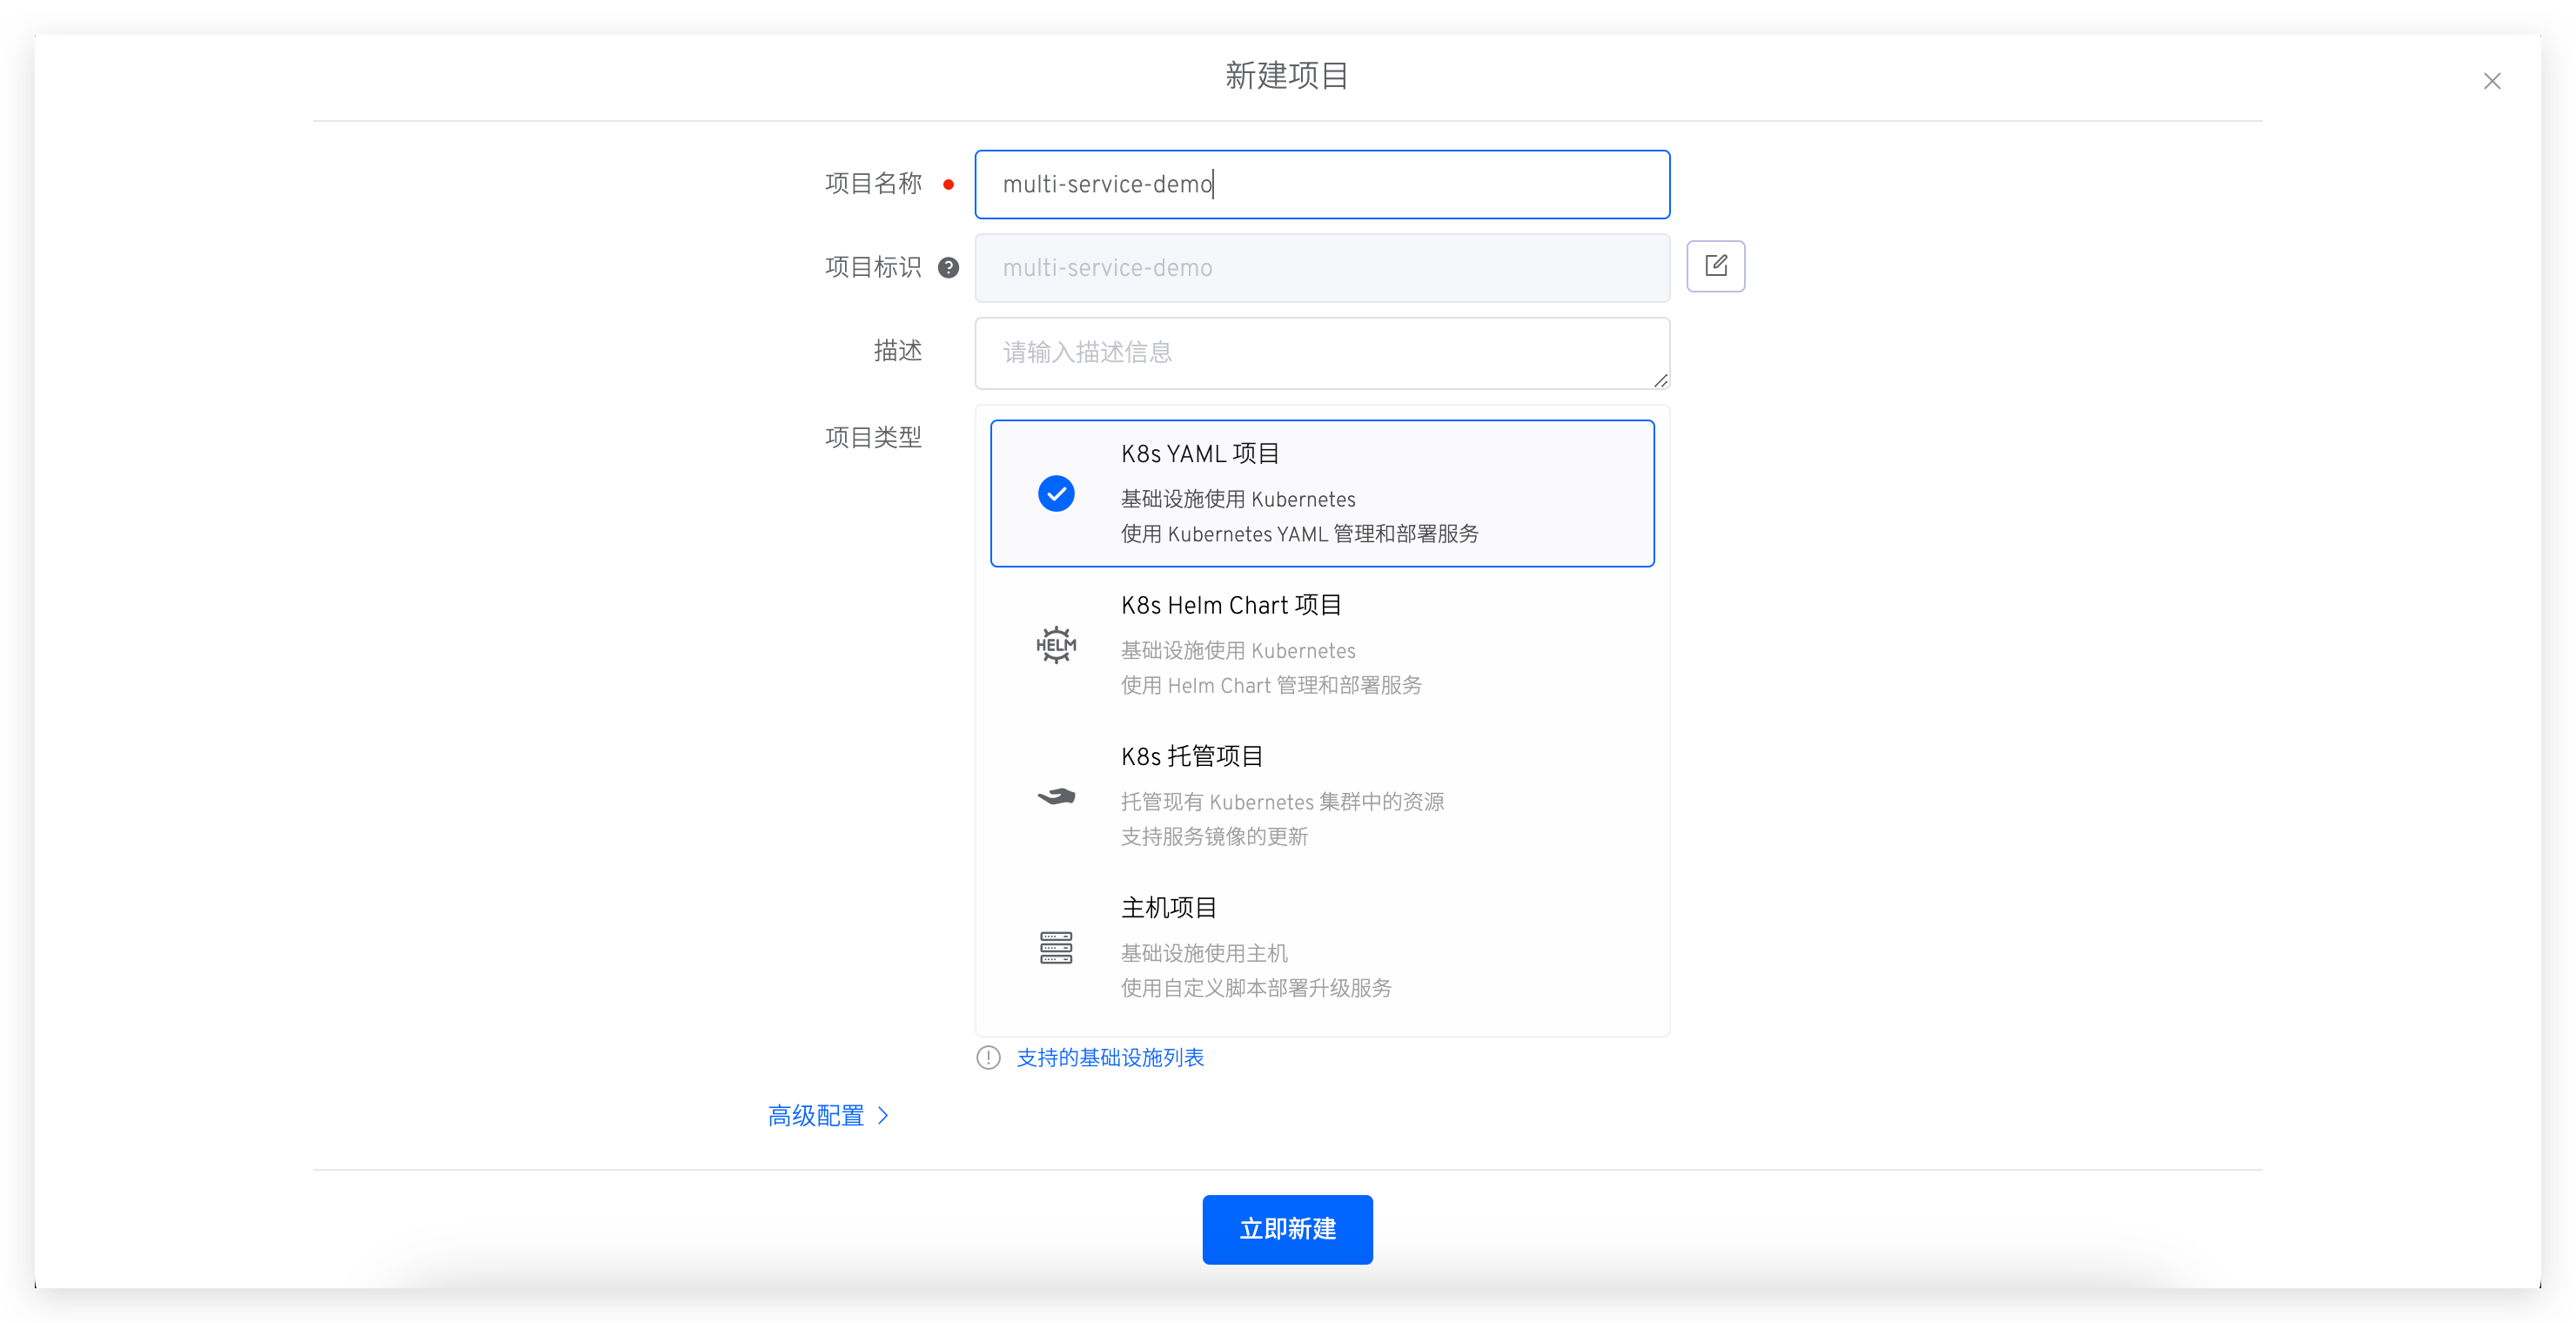 新建项目
项目名称
multi-service-demo
项目标识
multi-service-demo
描述
请输入描述信息
项目类型
K8s YAML 项目
基础设施使用 Kubernetes
使用 Kubernetes YAML 管理和部署服务
HELM
K8s Helm Chart 项目
基础设施使用 Kubernetes
使用 Helm Chart 管理和部署服务
K8s 托管项目
托管现有 Kubernetes 集群中的资源
支持服务镜像的更新
主机项目
基础设施使用主机
使用自定义脚本部署升级服务
支持的基础设施列表
高级配置
立即新建